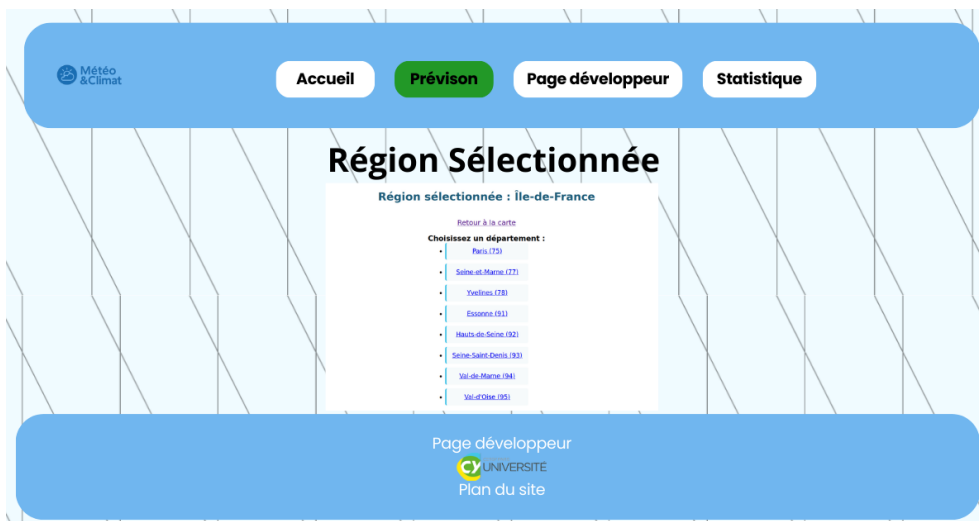 Météo
&Climat
Accueil
Prévison
Page développeur
Statistique
Région Sélectionnée
Région sélectionnée : Île-de-France
Retour à la carte
Choisissez un département :
Paris (75)
Seine-et-Marne (77)
Yvelines (78)
Essonne (91)
Hauts-de-Seine (92)
Seine-Saint-Denis (93)
Val-de-Marne (94)
Val-d'Oise (95)
Page développeur
CY UNIVERSITÉ
Plan du site